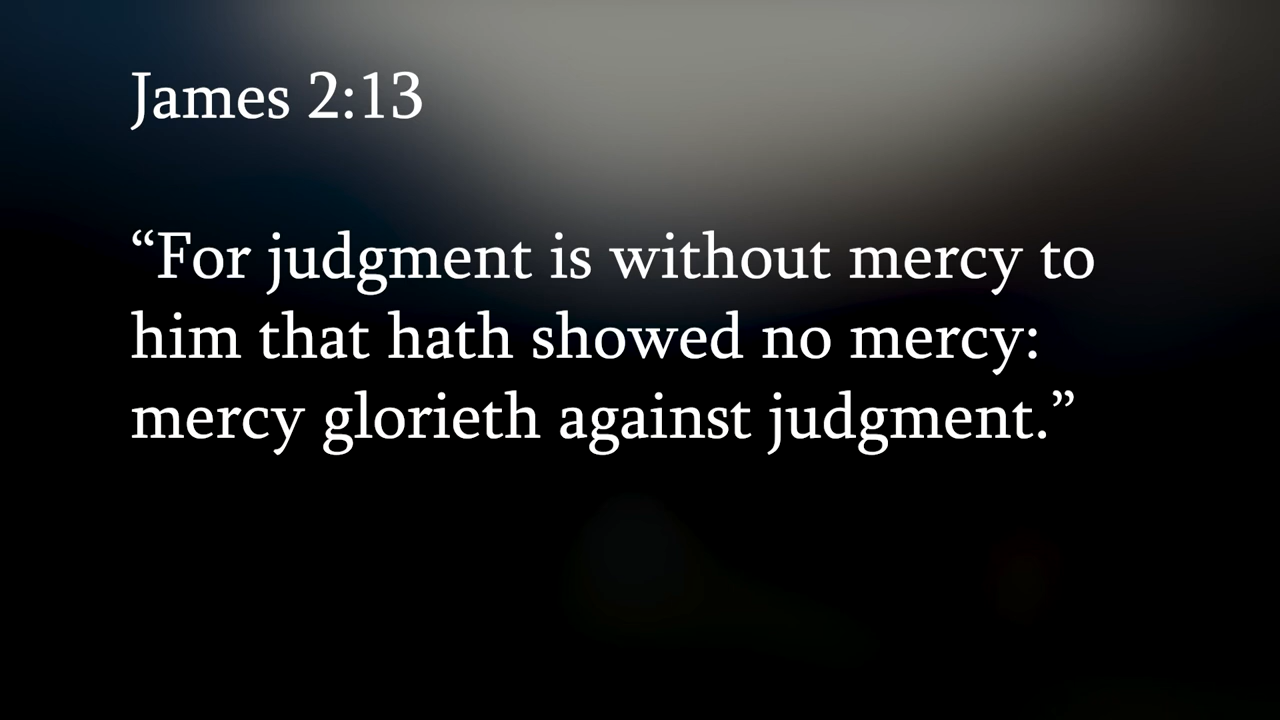 James 2:13
“For judgment is without mercy to
him that hath showed no mercy:
mercy glorieth against judgment.”